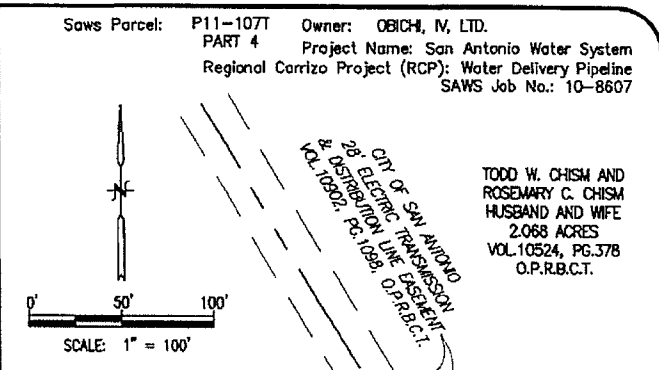 Saws Parcel: P11-107T Owner: OBICHI, IV, LTD.
PART 4 Project Name: San Antonio Water System
Regional Carrizo Project (RCP): Water Delivery Pipeline
SAWS Job No.: 10-8607
N
CITY OF SAN ANTONIO
28' ELECTRIC TRANSMISSION
& DISTRIBUTION LINE EASEMENT
VOL.10902, PG.1098, O.P.R.B.C.T.
TODD W. CHISM AND
ROSEMARY C. CHISM
HUSBAND AND WIFE
2.068 ACRES
VOL.10524, PG.378
O.P.R.B.C.T.
0' 50' 100'
SCALE: 1" = 100'